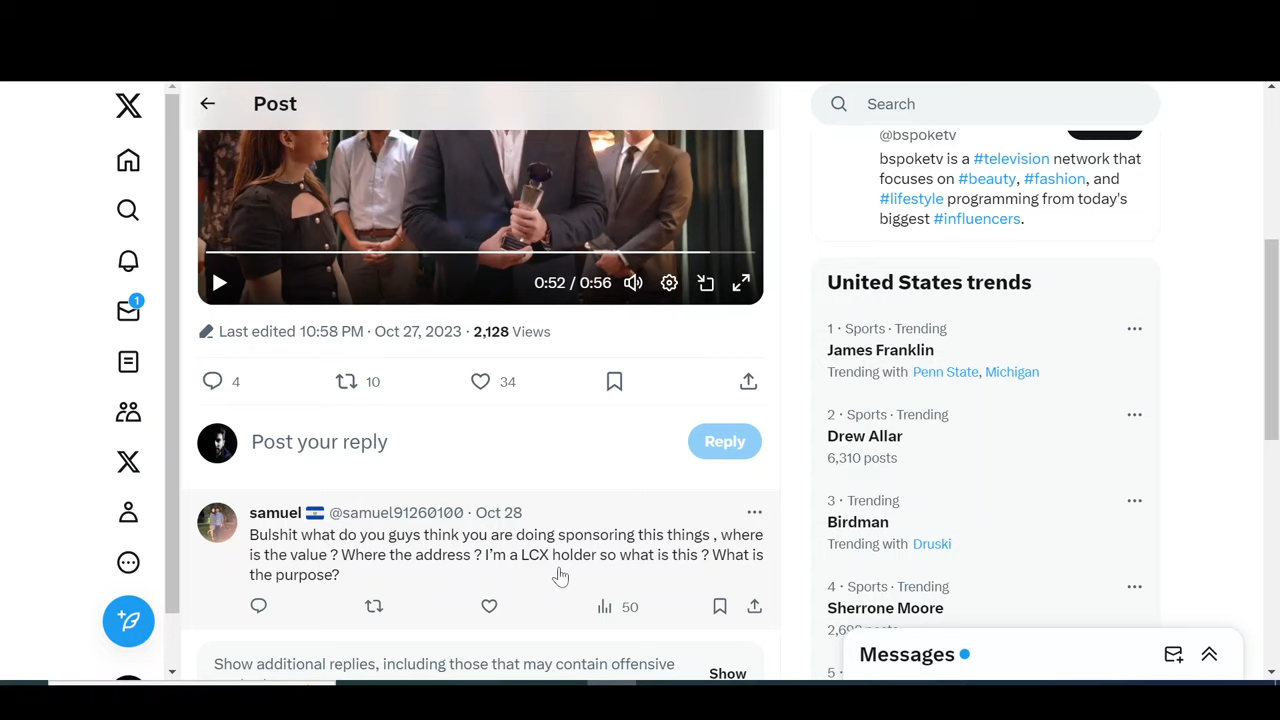 Post
0:52 / 0:56
Last edited 10:58 PM · Oct 27, 2023 · 2,128 Views
4
10
34
Post your reply
Reply
samuel 🇸🇻 @samuel91260100 · Oct 28
Bulshit what do you guys think you are doing sponsoring this things , where
is the value ? Where the address ? I'm a LCX holder so what is this ? What is
the purpose?
50
Show additional replies, including those that may contain offensive
Show
1
Search
@bspoketv
bspoketv is a #television network that
focuses on #beauty, #fashion, and
#lifestyle programming from today's
biggest #influencers.
United States trends
1 · Sports · Trending
James Franklin
Trending with Penn State, Michigan
2 · Sports · Trending
Drew Allar
6,310 posts
3 · Trending
Birdman
Trending with Druski
4 · Sports · Trending
Sherrone Moore
Messages